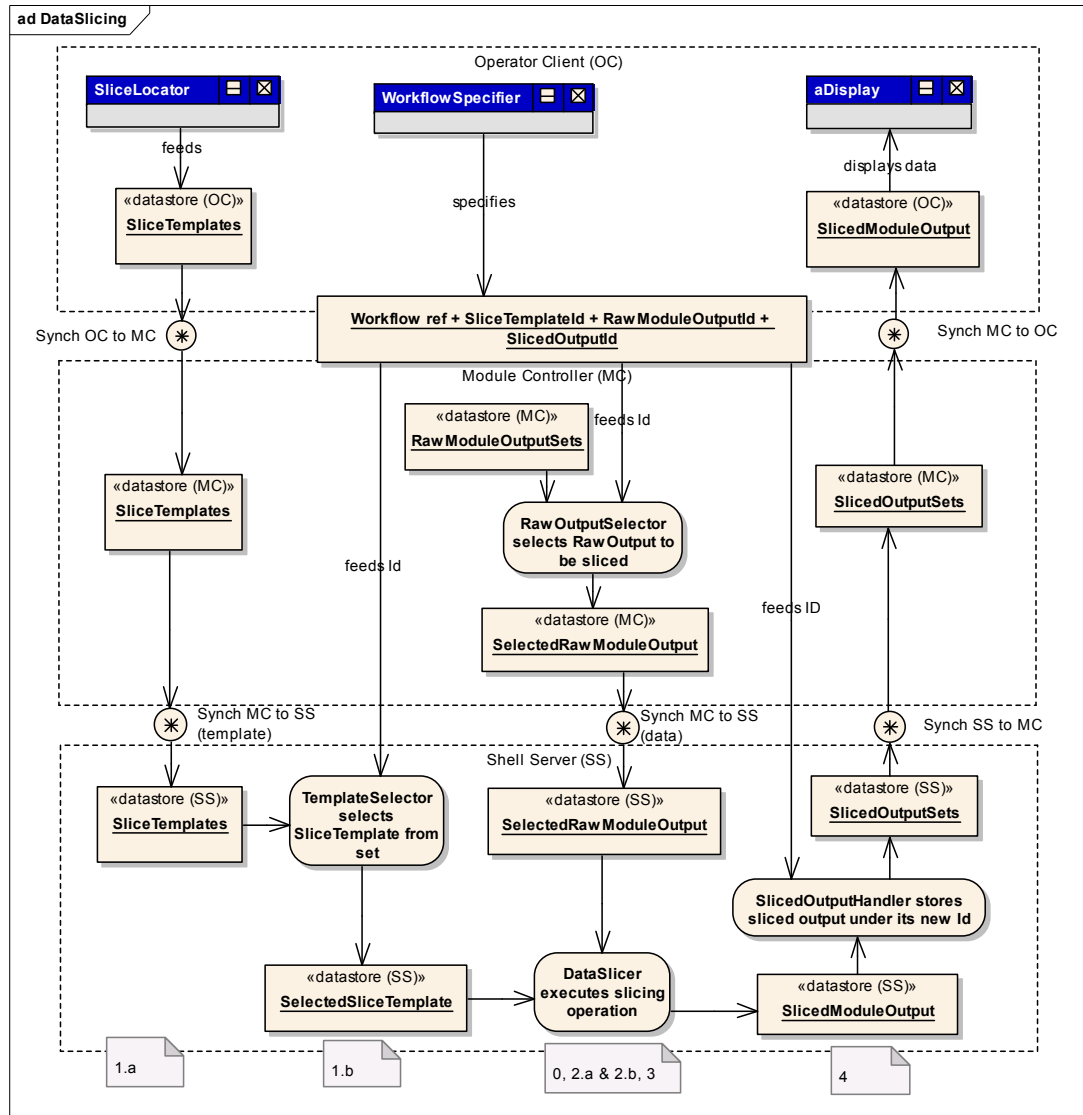 ad DataSlicing
Operator Client (OC)
SliceLocator
WorkflowSpecifier
aDisplay
feeds
specifies
displays data
«datastore (OC)»
SliceTemplates
«datastore (OC)»
SlicedModuleOutput
Workflow ref + SliceTemplateId + RawModuleOutputId +
SlicedOutputId
Synch OC to MC
Synch MC to OC
Module Controller (MC)
«datastore (MC)»
RawModuleOutputSets
feeds Id
«datastore (MC)»
SliceTemplates
«datastore (MC)»
SlicedOutputSets
RawOutputSelector
selects RawOutput to
be sliced
feeds Id
feeds ID
«datastore (MC)»
SelectedRawModuleOutput
Synch MC to SS
(template)
Synch MC to SS
(data)
Synch SS to MC
Shell Server (SS)
«datastore (SS)»
SliceTemplates
TemplateSelector
selects
SliceTemplate from
set
«datastore (SS)»
SelectedRawModuleOutput
«datastore (SS)»
SlicedOutputSets
SlicedOutputHandler stores
sliced output under its new Id
«datastore (SS)»
SelectedSliceTemplate
DataSlicer
executes slicing
operation
«datastore (SS)»
SlicedModuleOutput
1.a
1.b
0, 2.a & 2.b, 3
4